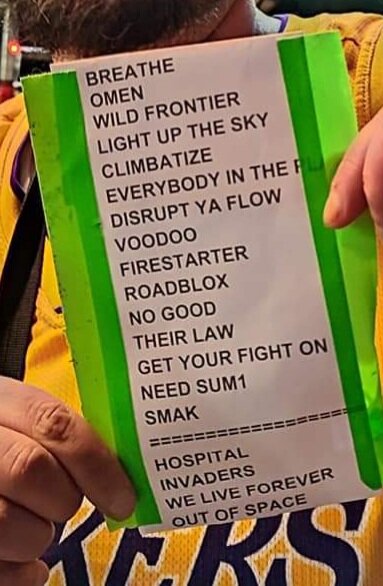 BREATHE
OMEN
WILD FRONTIER
LIGHT UP THE SKY
CLIMBATIZE
EVERYBODY IN THE
DISRUPT YA FLOW
VOODOO
FIRESTARTER
ROADBLOX
NO GOOD
THEIR LAW
GET YOUR FIGHT ON
NEED SUM1
SMAK
====================
HOSPITAL
INVADERS
WE LIVE FOREVER
OUT OF SPACE
KERS